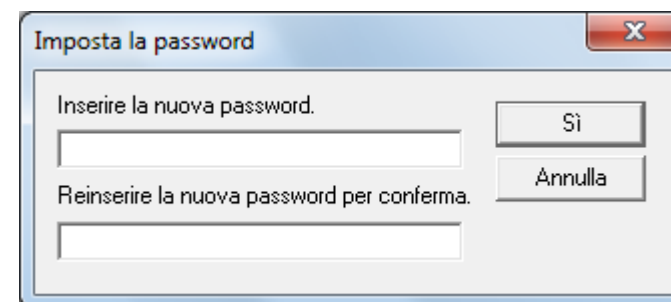 Imposta la password
Inserire la nuova password.
Sì
Annulla
Reinserire la nuova password per conferma.